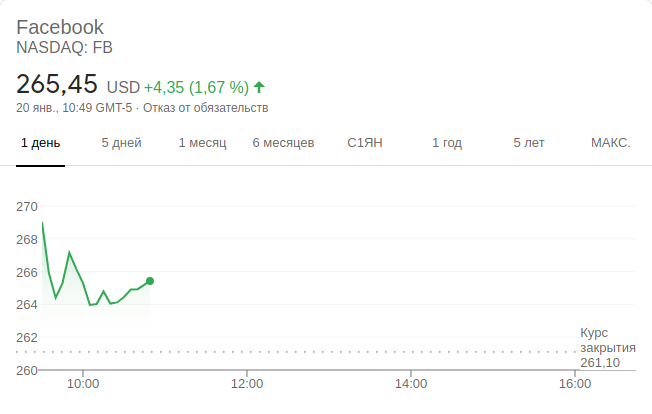 Facebook
NASDAQ: FB
265,45 USD +4,35 (1,67 %)
20 янв., 10:49 GMT-5 · Отказ от обязательств
1 день 5 дней 1 месяц 6 месяцев С1ЯН 1 год 5 лет МАКС.
270
268
266
264
262
260
Курс
закрытия
261,10
10:00 12:00 14:00 16:00